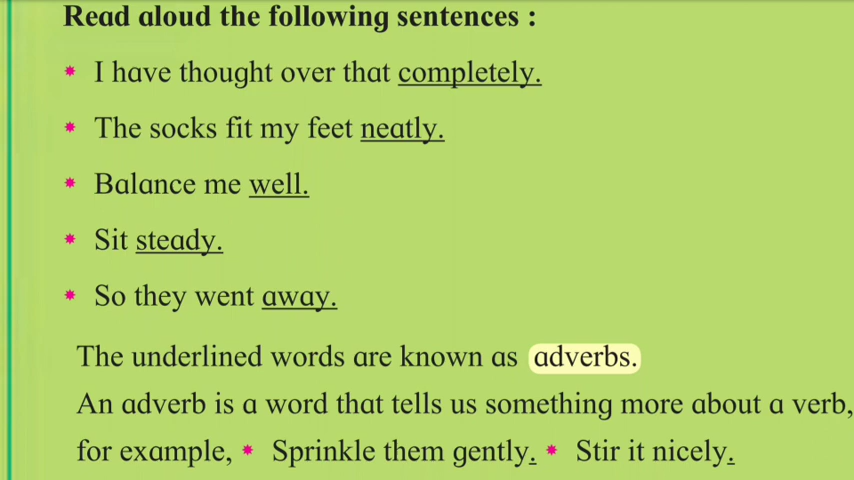 Read aloud the following sentences :
* I have thought over that completely.
* The socks fit my feet neatly.
* Balance me well.
* Sit steady.
* So they went away.
The underlined words are known as adverbs.
An adverb is a word that tells us something more about a verb,
for example, * Sprinkle them gently. * Stir it nicely.